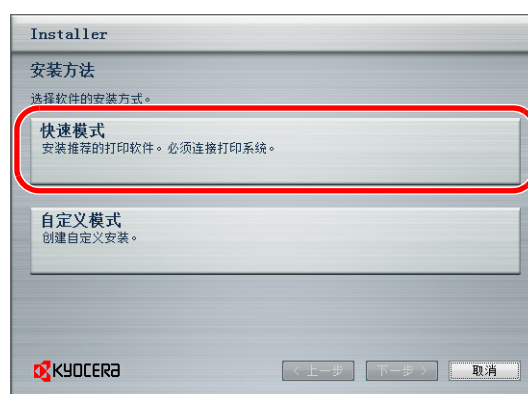 Installer
安装方法
选择软件的安装方式。
快速模式
安装推荐的打印软件。必须连接打印系统。
自定义模式
创建自定义安装。
KYOCERA
< 上一步
下一步 >
取消